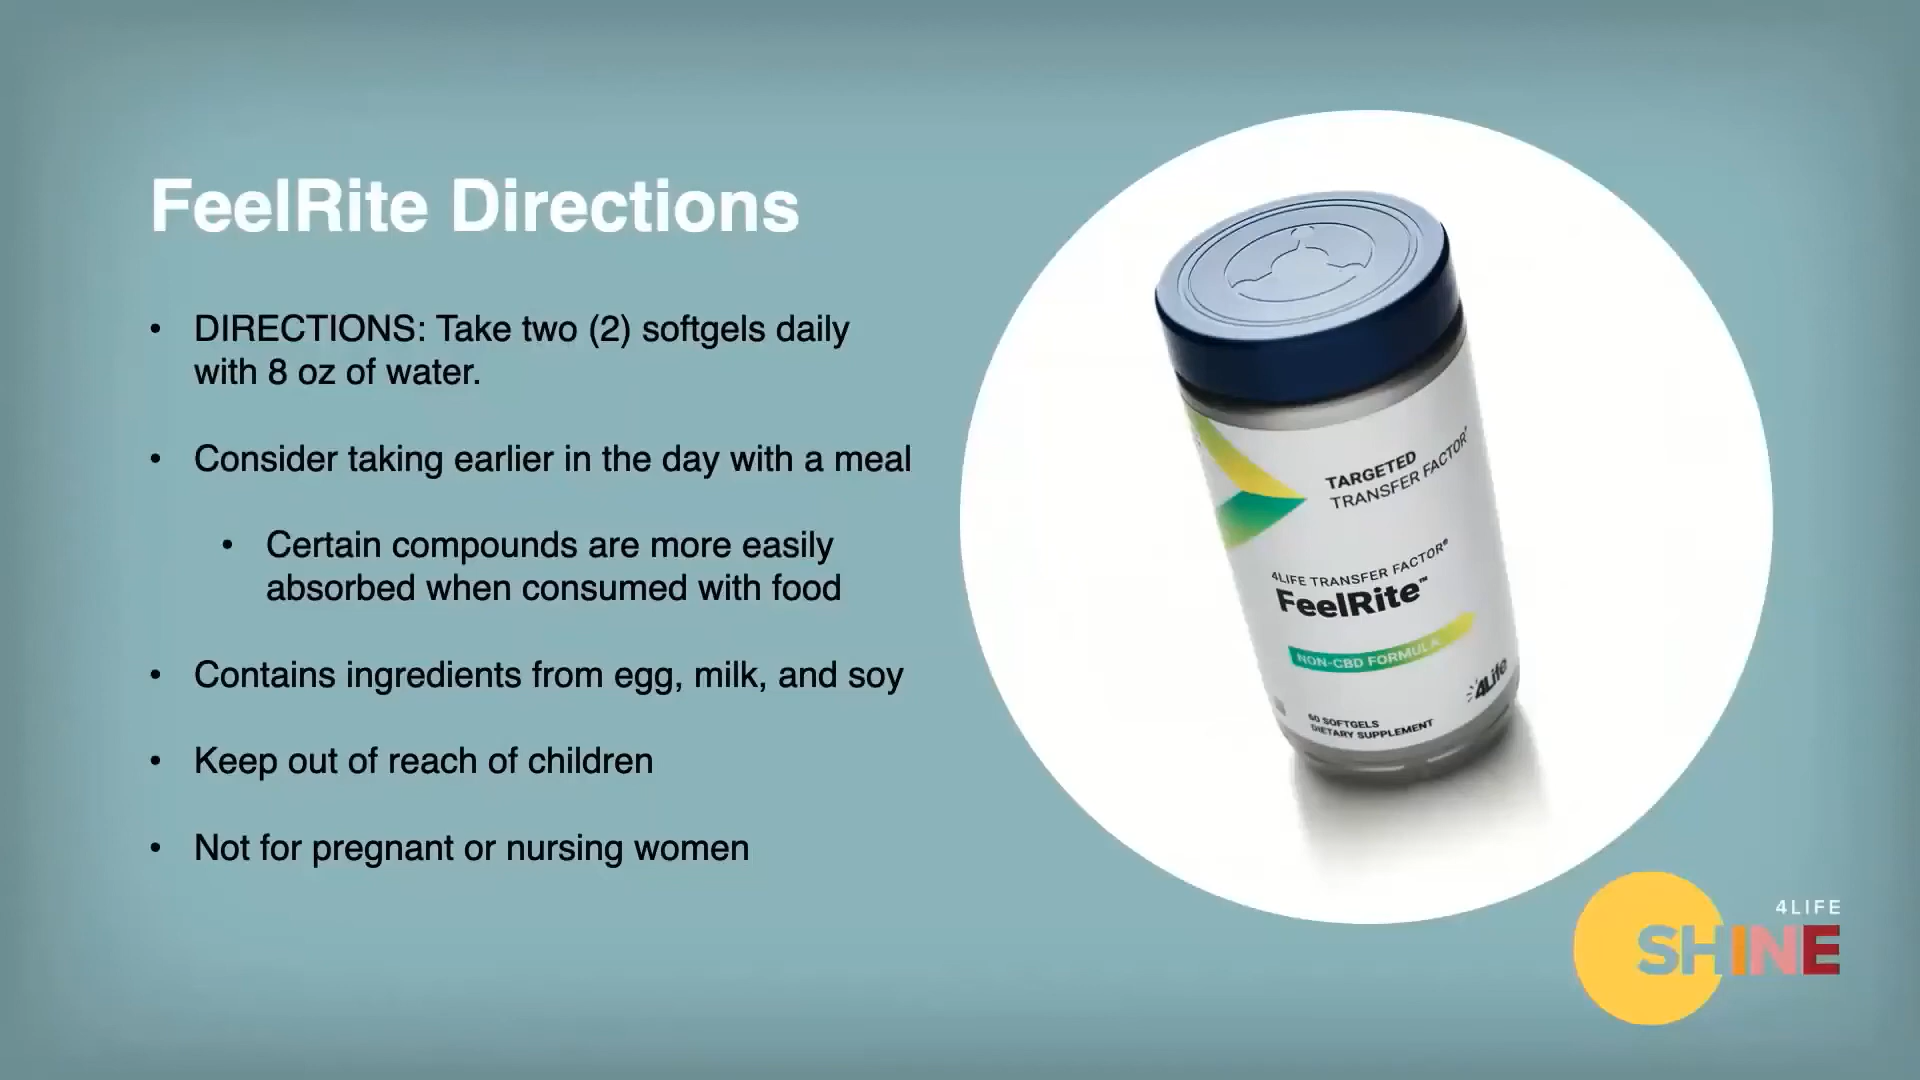 FeelRite Directions
• DIRECTIONS: Take two (2) softgels daily
with 8 oz of water.
• Consider taking earlier in the day with a meal
• Certain compounds are more easily
absorbed when consumed with food
• Contains ingredients from egg, milk, and soy
• Keep out of reach of children
• Not for pregnant or nursing women
TARGETED
TRANSFER FACTOR®
4LIFE TRANSFER FACTOR®
FeelRite™
NON-CBD FORMULA
4Life
60 SOFTGELS
DIETARY SUPPLEMENT
4LIFE
SHINE